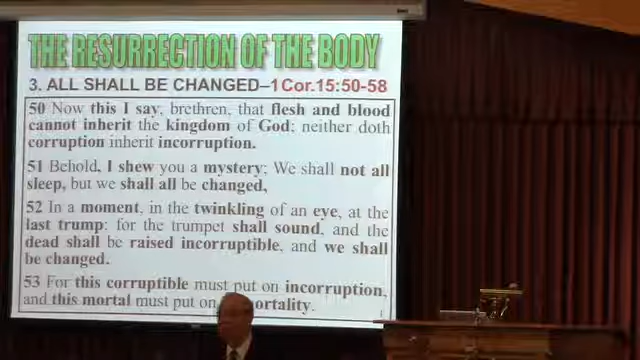 THE RESURRECTION OF THE BODY
3. ALL SHALL BE CHANGED–1Cor.15:50-58
50 Now this I say, brethren, that flesh and blood
cannot inherit the kingdom of God; neither doth
corruption inherit incorruption.
51 Behold, I shew you a mystery; We shall not all
sleep, but we shall all be changed,
52 In a moment, in the twinkling of an eye, at the
last trump: for the trumpet shall sound, and the
dead shall be raised incorruptible, and we shall
be changed.
53 For this corruptible must put on incorruption,
and this mortal must put on ortality.